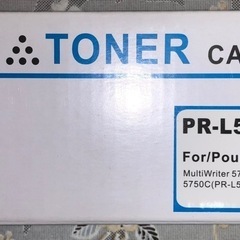 TONER CA
PR-L5
For/Pou
MultiWriter 57
5750C(PR-L5